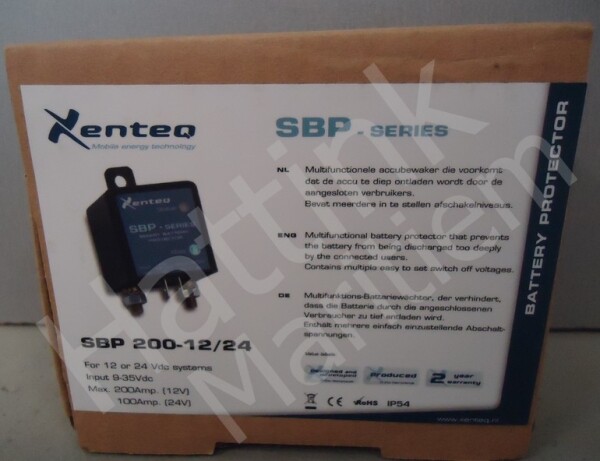 Xenteq
Mobile energy technology
SBP - SERIES
NL Multifunctionele accubewaker die voorkomt
dat de accu te diep ontladen wordt door de
aangesloten verbruikers.
Bevat meerdere in te stellen afschakelniveaus.
ENG Multifunctional battery protector that prevents
the battery from being discharged too deeply
by the connected users.
Contains multiple easy to set switch off voltages.
DE Multifunktions-Batteriewächter, der verhindert,
dass die Batterie durch die angeschlossenen
Verbraucher zu tief entladen wird.
Enthält mehrere einfach einzustellende Abschalt-
spannungen.
Xenteq
SBP - SERIES
SBP 200-12/24
For 12 or 24 Vdc systems
Input 9-35Vdc
Max. 200Amp. (12V)
100Amp. (24V)
Produced
2 year
warranty
CE RoHS IP54
BATTERY PROTECTOR
www.xenteq.nl
Hattink
Maritiem